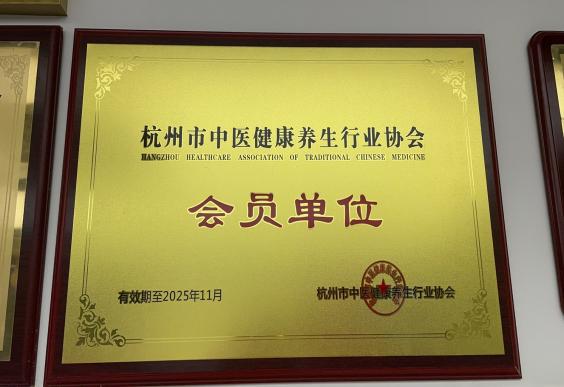 杭州市中医健康养生行业协会
HANGZHOU HEALTHCARE ASSOCIATION OF TRADITIONAL CHINESE MEDICINE
会员单位
有效期至2025年11月
杭州市中医健康养生行业协会